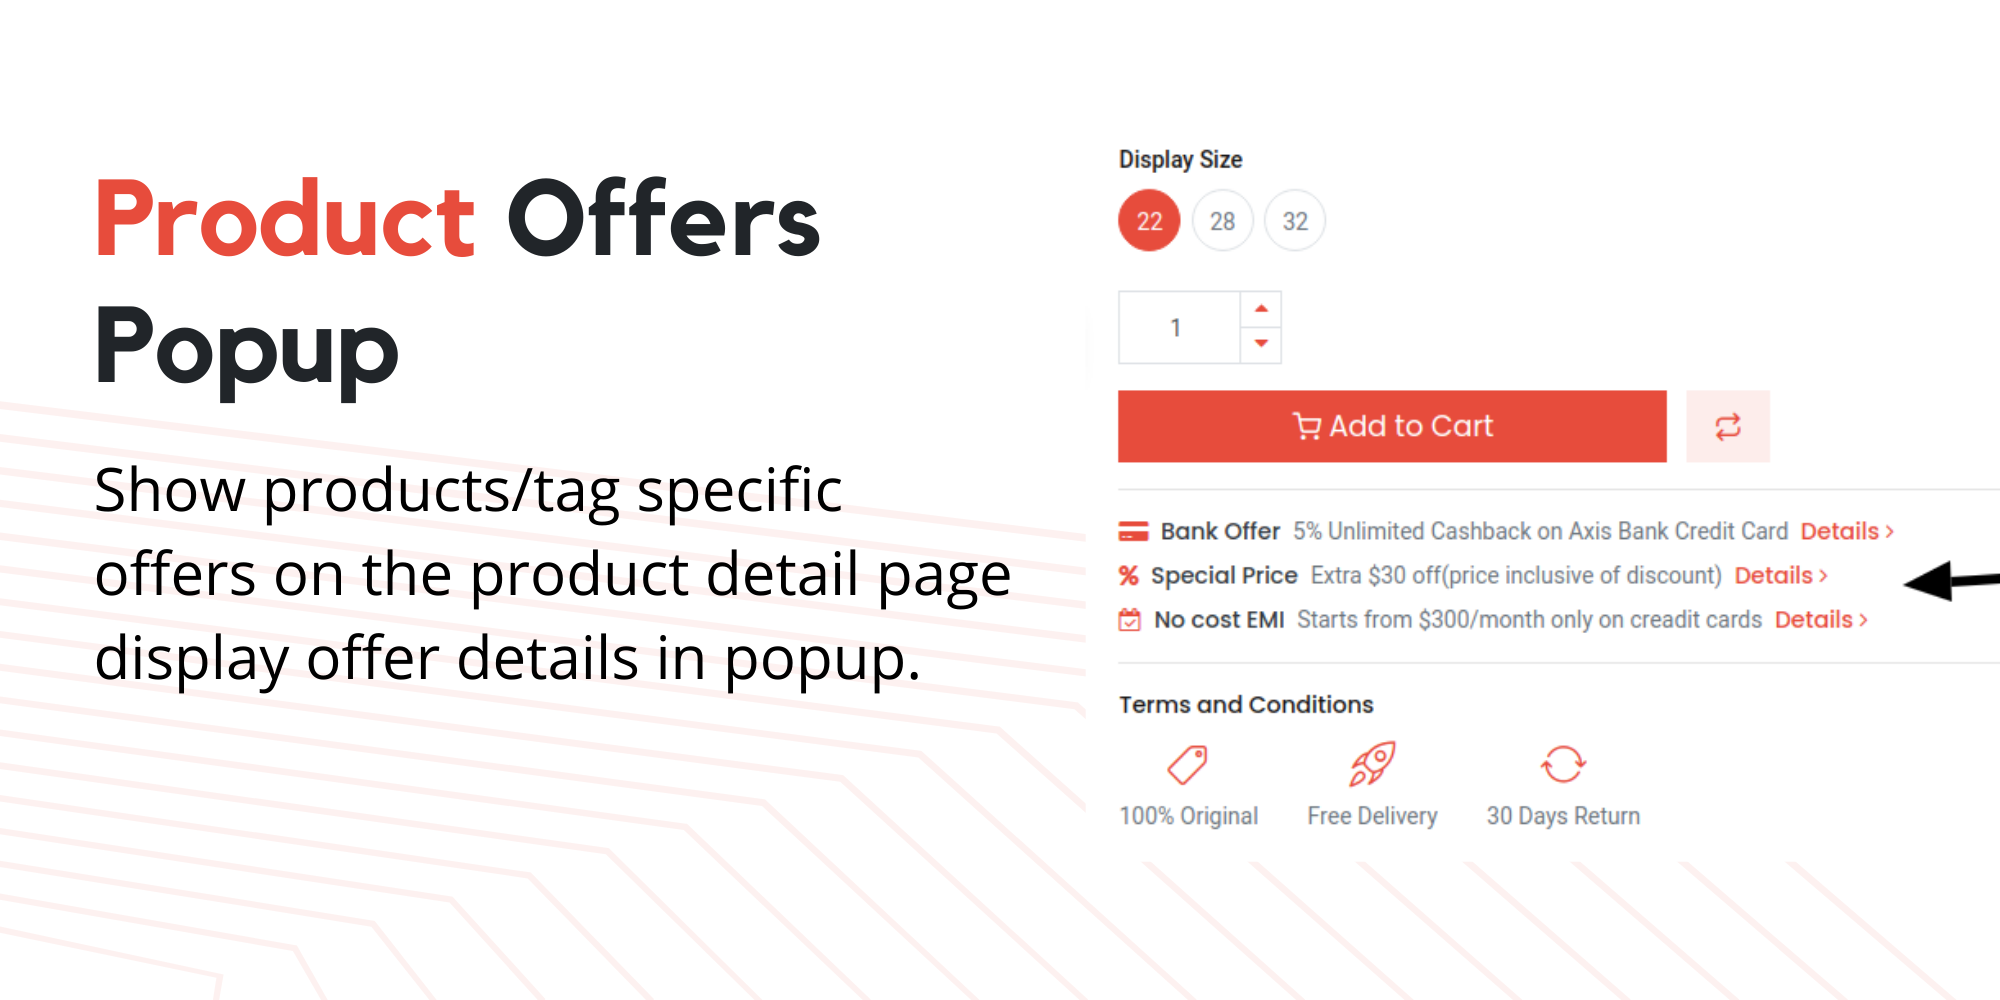 Product Offers
Popup
Show products/tag specific
offers on the product detail page
display offer details in popup.
Display Size
22 28 32
1
Add to Cart
Bank Offer 5% Unlimited Cashback on Axis Bank Credit Card Details >
% Special Price Extra $30 off(price inclusive of discount) Details >
No cost EMI Starts from $300/month only on creadit cards Details >
Terms and Conditions
100% Original Free Delivery 30 Days Return